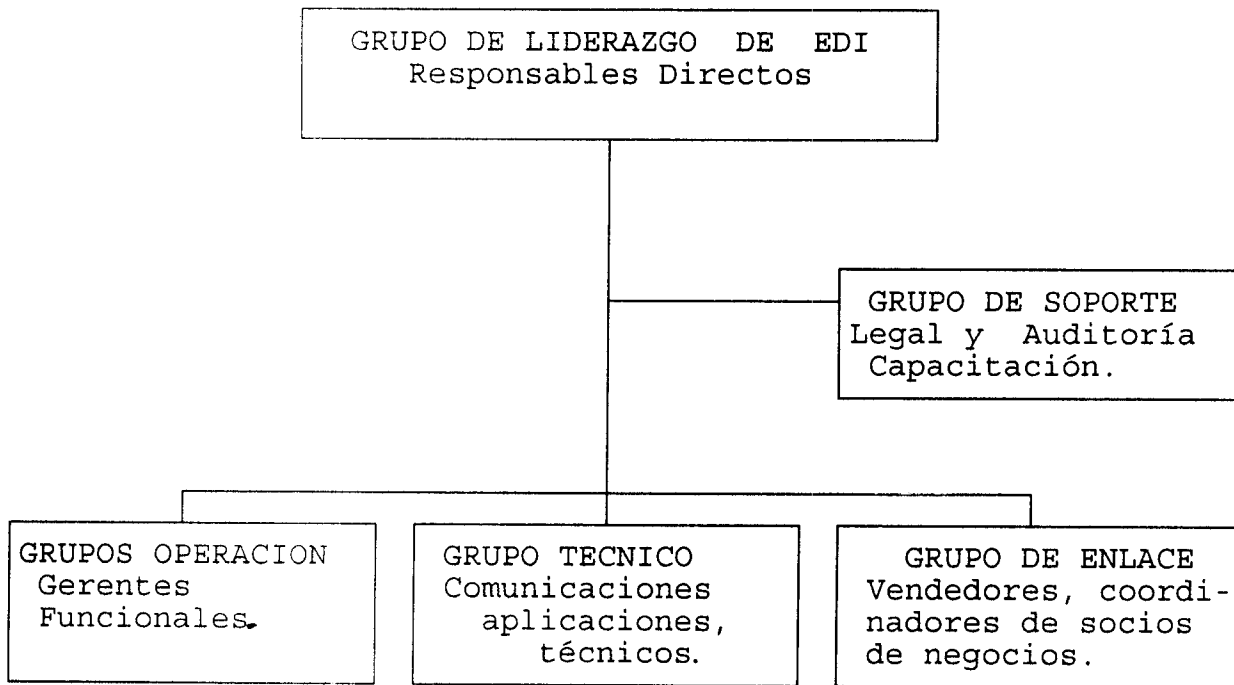 GRUPO DE LIDERAZGO DE EDI
Responsables Directos
GRUPO DE SOPORTE
Legal y Auditoría
Capacitación.
GRUPOS OPERACION
Gerentes
Funcionales.
GRUPO TECNICO
Comunicaciones
aplicaciones,
técnicos.
GRUPO DE ENLACE
Vendedores, coordi-
nadores de socios
de negocios.